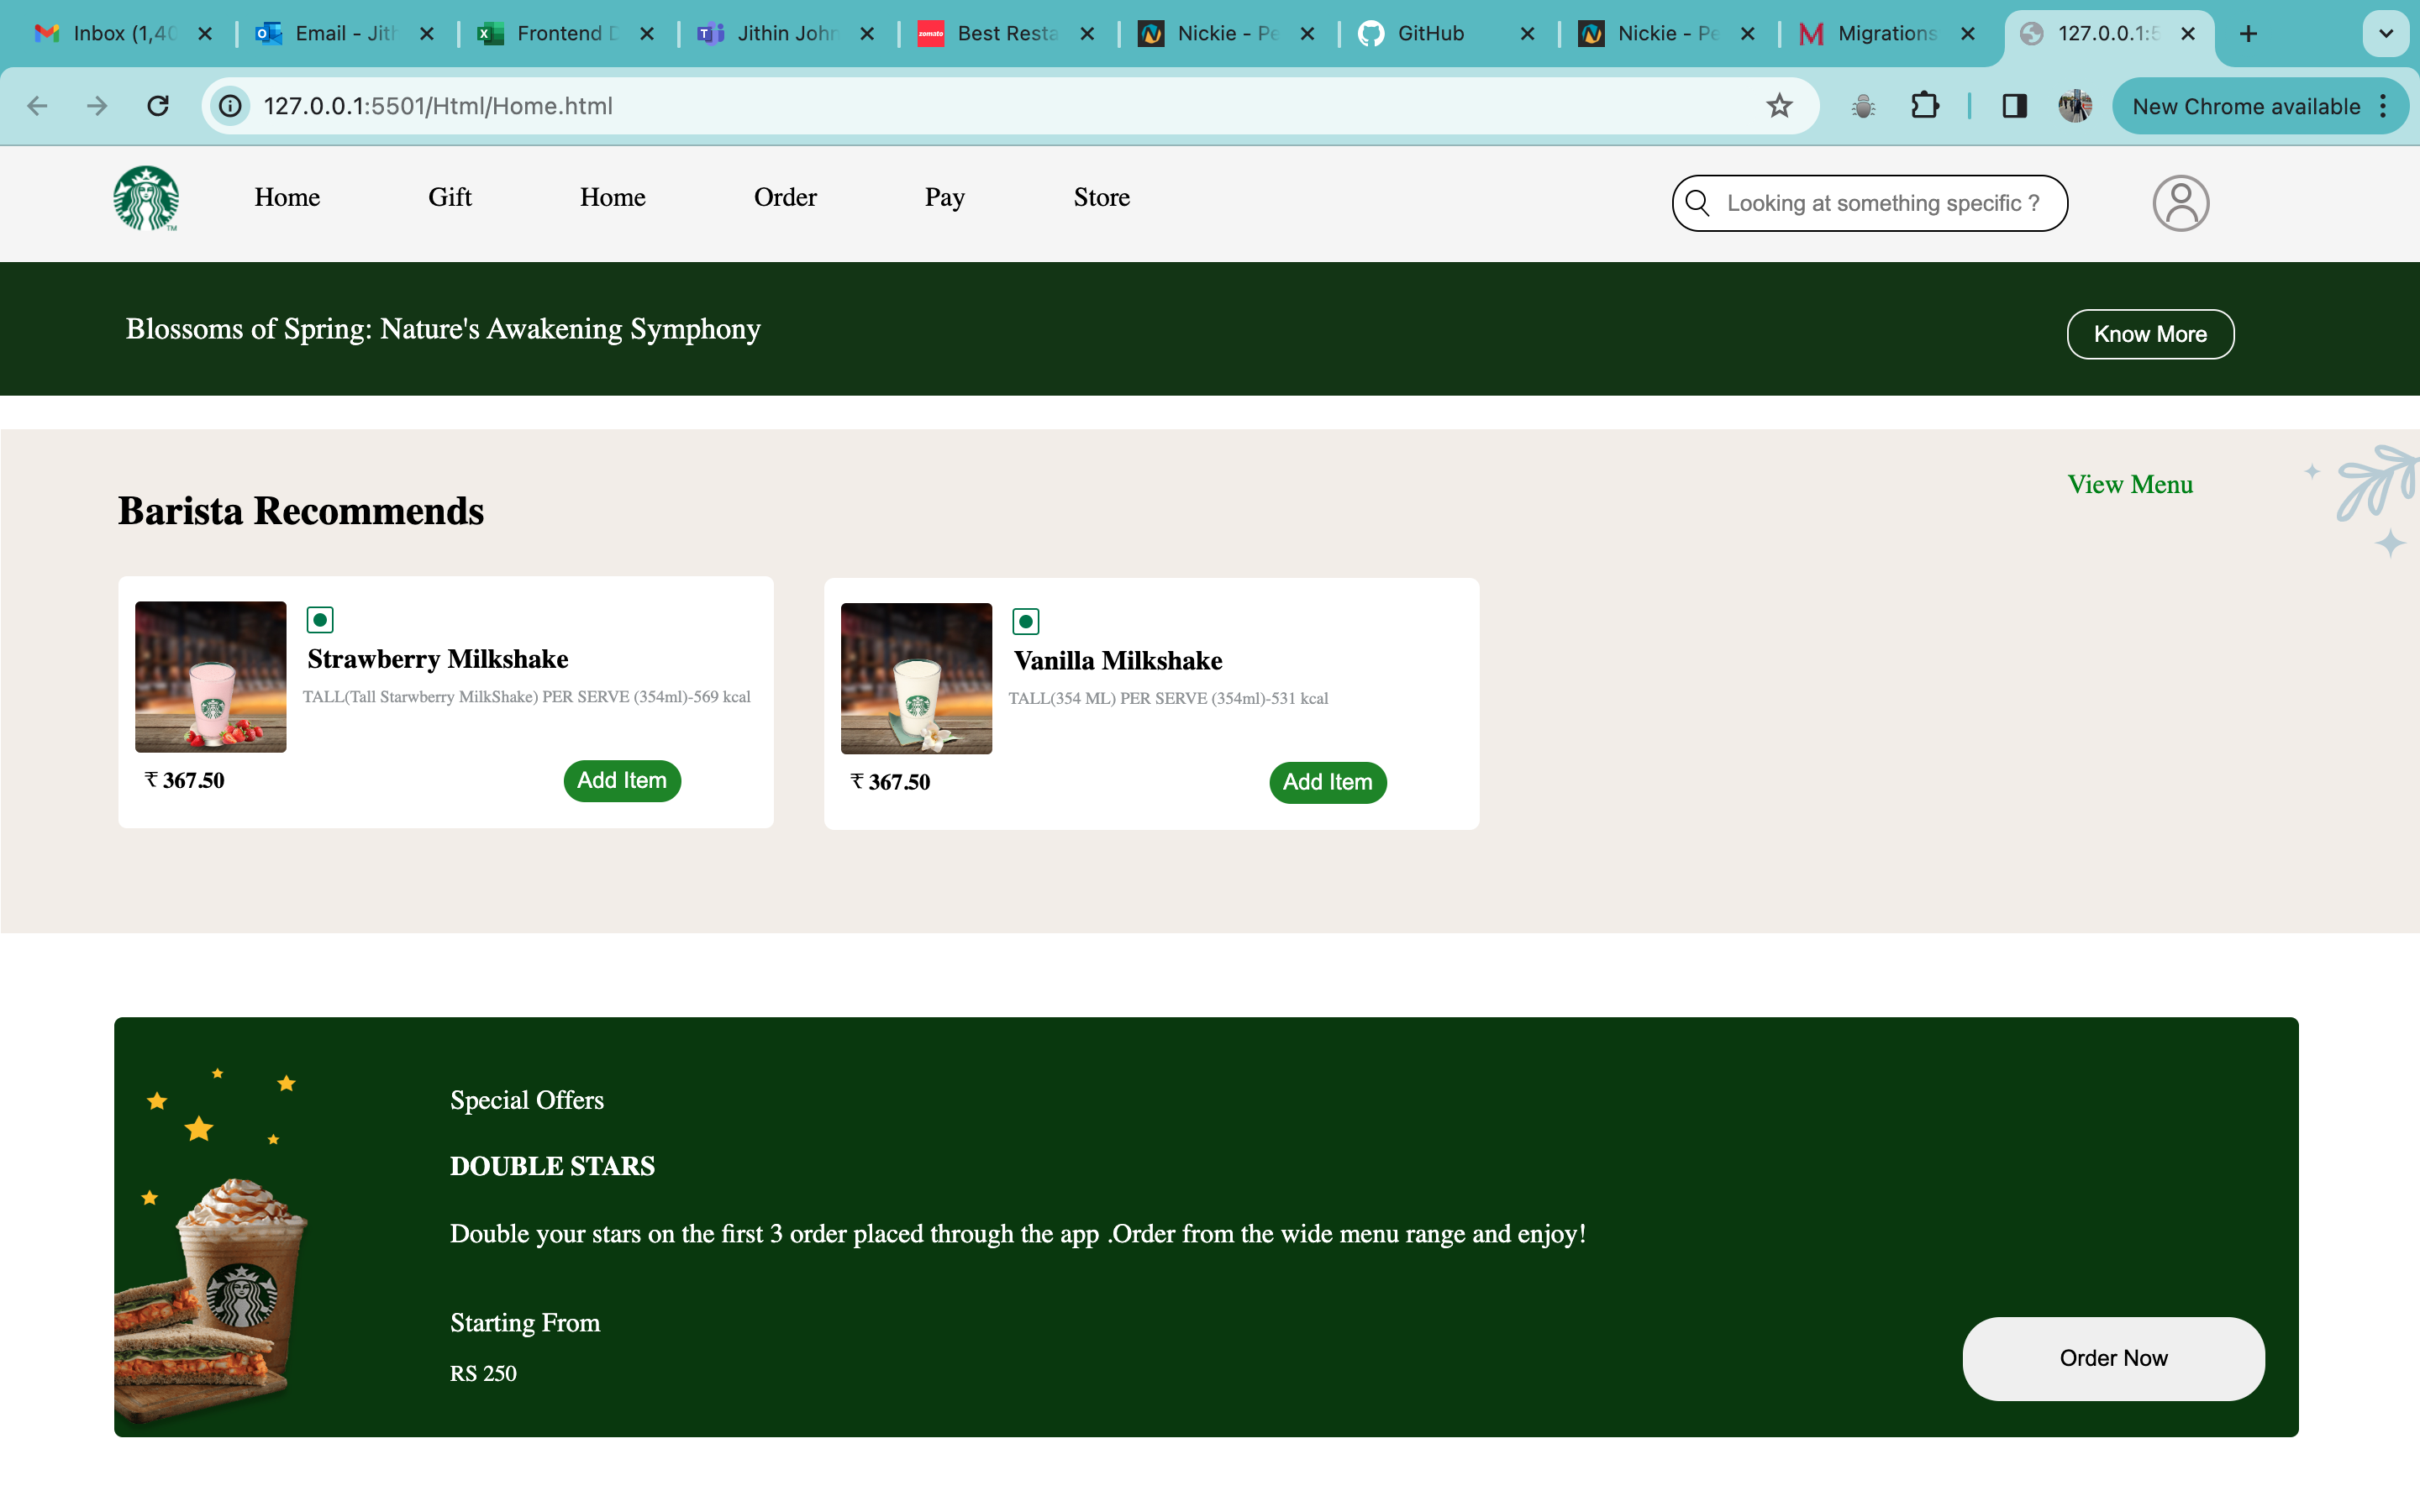 Inbox (1,40
Email - Jith
Frontend D
Jithin John
zomato
Best Resta
Nickie - Pe
GitHub
Nickie - Pe
Migrations
127.0.0.1:5
127.0.0.1:5501/Html/Home.html
New Chrome available
Home Gift Home Order Pay Store
Looking at something specific ?
TM
Blossoms of Spring: Nature's Awakening Symphony
Know More
View Menu
Barista Recommends
Strawberry Milkshake
TALL(Tall Starwberry MilkShake) PER SERVE (354ml)-569 kcal
₹ 367.50
Add Item
Vanilla Milkshake
TALL(354 ML) PER SERVE (354ml)-531 kcal
₹ 367.50
Add Item
Special Offers
DOUBLE STARS
Double your stars on the first 3 order placed through the app .Order from the wide menu range and enjoy!
Starting From
RS 250
Order Now